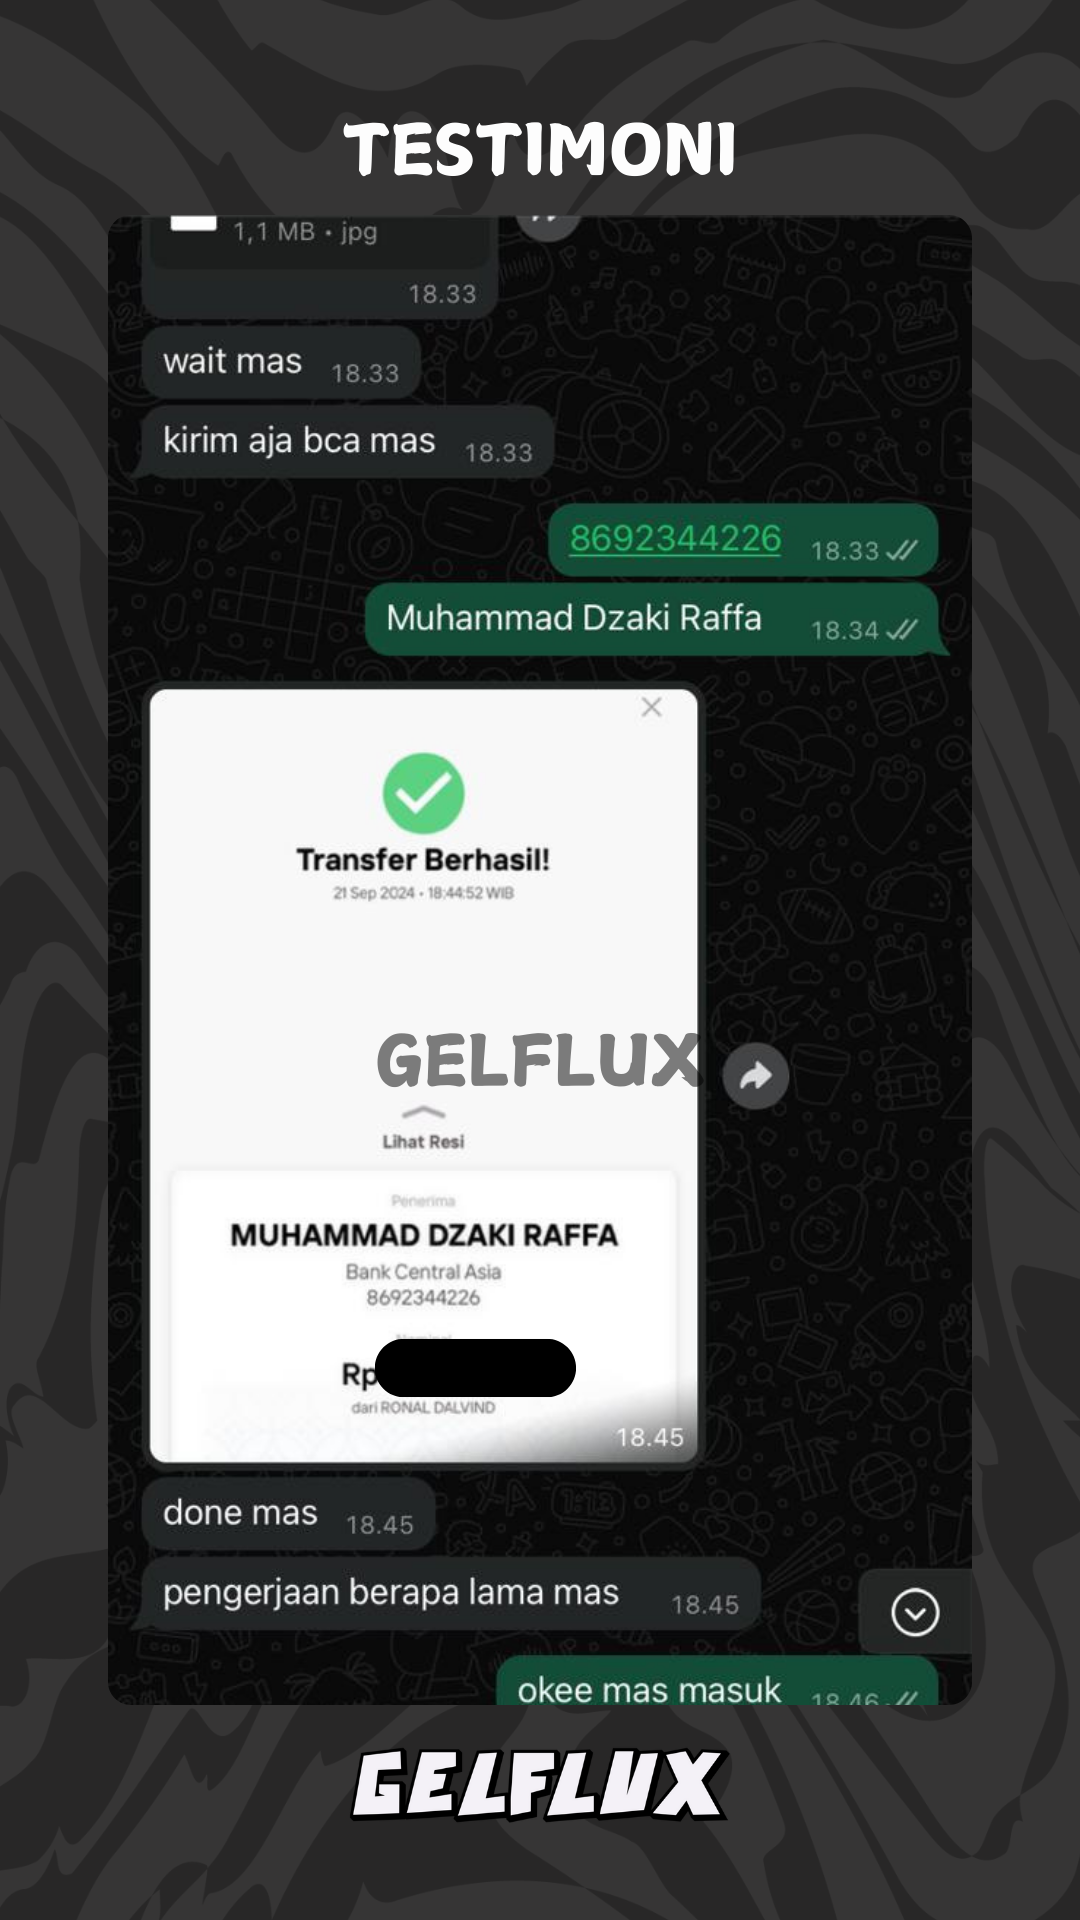 TESTIMONI
1,1 MB • jpg
18.33
wait mas 18.33
kirim aja bca mas 18.33
8692344226 18.33
Muhammad Dzaki Raffa 18.34
Transfer Berhasil!
21 Sep 2024 • 18:44:52 WIB
GELFLUX
Lihat Resi
Penerima
MUHAMMAD DZAKI RAFFA
Bank Central Asia
8692344226
Rp
dari RONAL DALVIND
18.45
done mas 18.45
pengerjaan berapa lama mas 18.45
okee mas masuk 18.46
GELFLUX